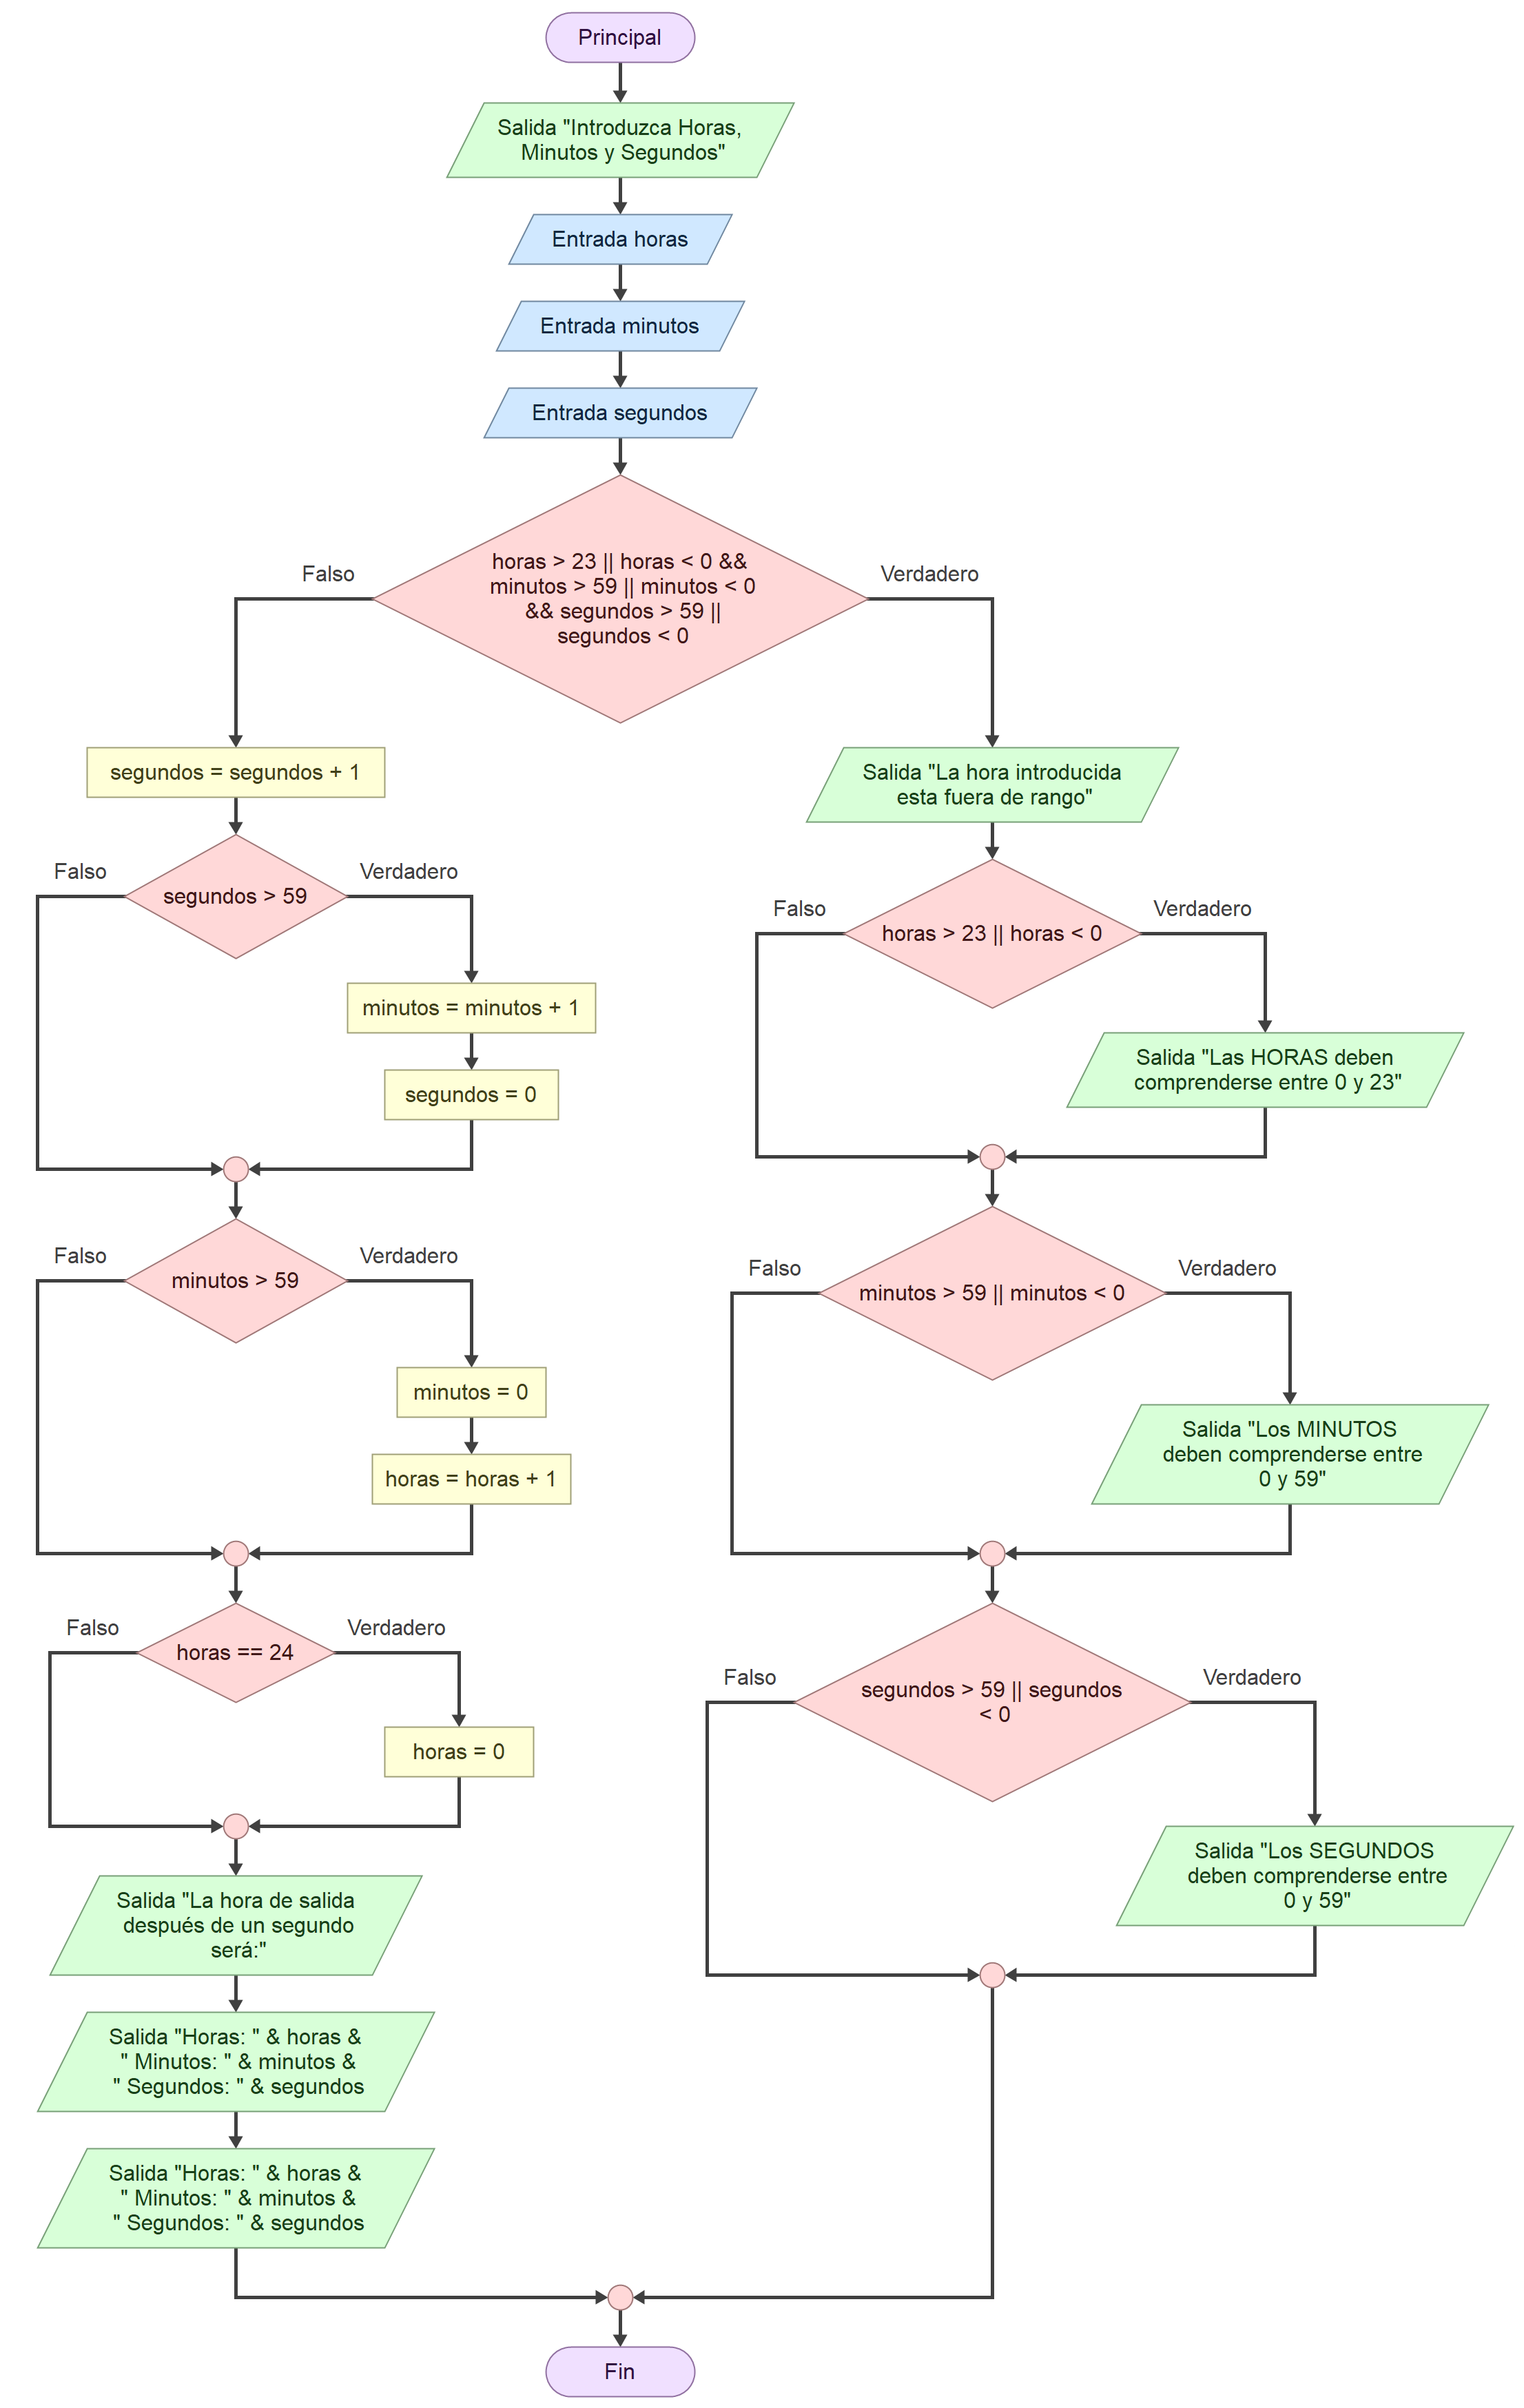 Principal
Salida "Introduzca Horas,
Minutos y Segundos"
Entrada horas
Entrada minutos
Entrada segundos
horas > 23 || horas < 0 &&
minutos > 59 || minutos < 0
&& segundos > 59 ||
segundos < 0
Falso
Verdadero
segundos = segundos + 1
segundos > 59
Falso
Verdadero
minutos = minutos + 1
segundos = 0
minutos > 59
Falso
Verdadero
minutos = 0
horas = horas + 1
horas == 24
Falso
Verdadero
horas = 0
Salida "La hora de salida
después de un segundo
será:"
Salida "Horas: " & horas &
" Minutos: " & minutos &
" Segundos: " & segundos
Salida "Horas: " & horas &
" Minutos: " & minutos &
" Segundos: " & segundos
Salida "La hora introducida
esta fuera de rango"
horas > 23 || horas < 0
Falso
Verdadero
Salida "Las HORAS deben
comprenderse entre 0 y 23"
minutos > 59 || minutos < 0
Falso
Verdadero
Salida "Los MINUTOS
deben comprenderse entre
0 y 59"
segundos > 59 || segundos
< 0
Falso
Verdadero
Salida "Los SEGUNDOS
deben comprenderse entre
0 y 59"
Fin